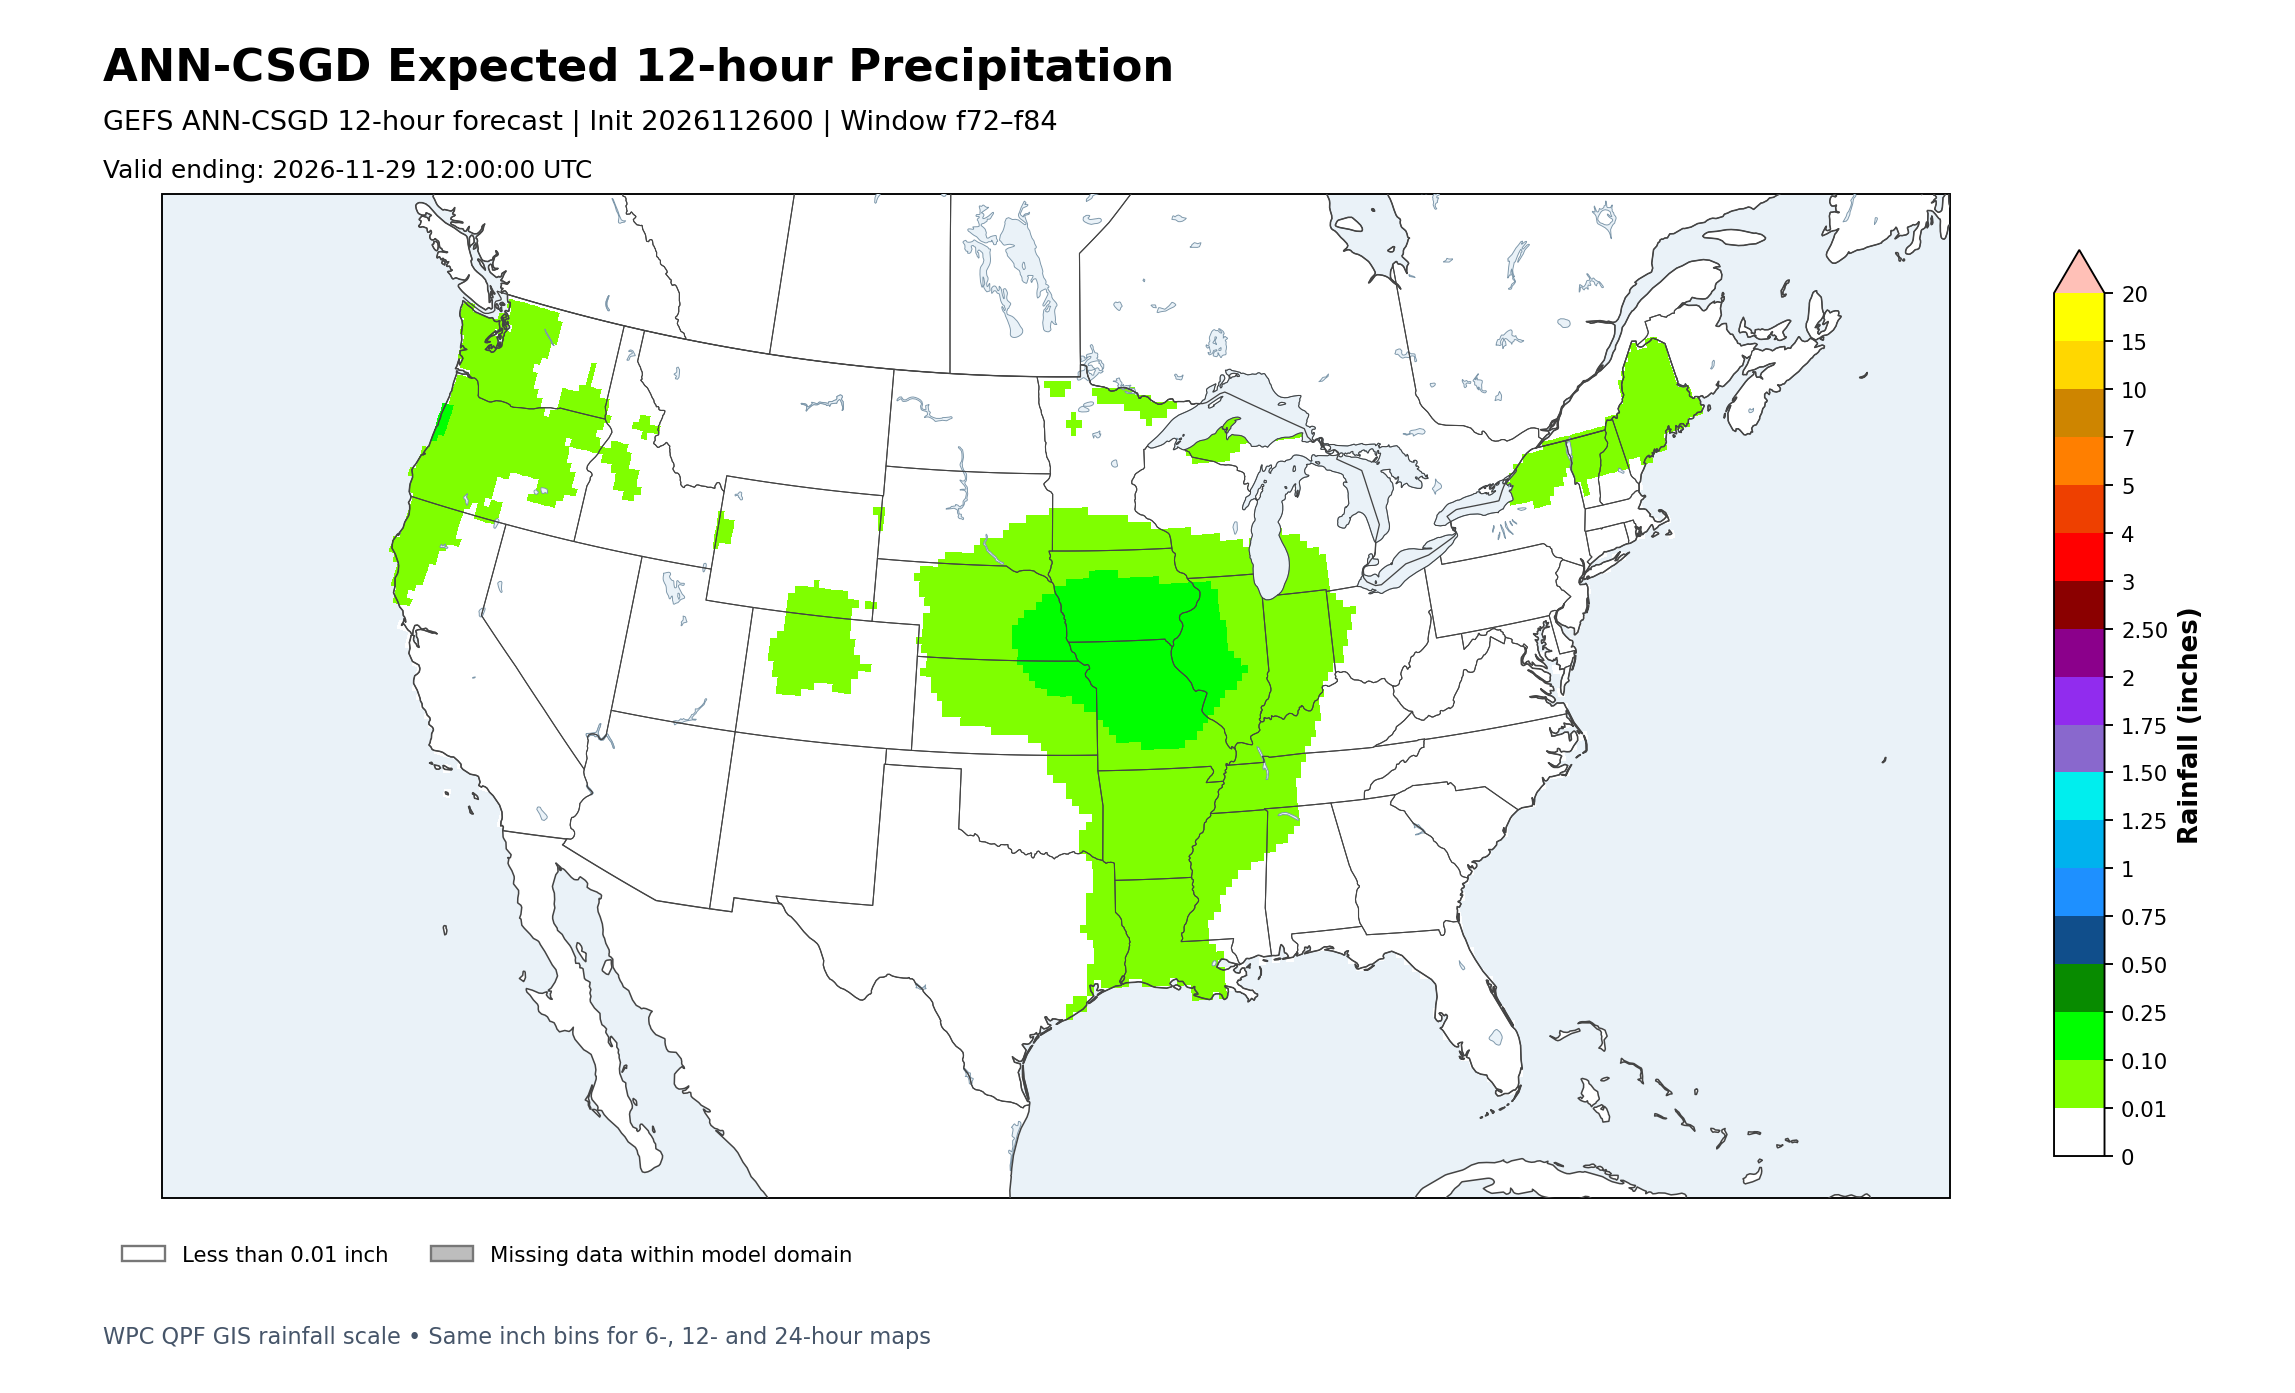 ANN-CSGD Expected 12-hour Precipitation
GEFS ANN-CSGD 12-hour forecast | Init 2026112600 | Window f72–f84
Valid ending: 2026-11-29 12:00:00 UTC
20
15
10
7
5
4
3
2.50
2
1.75
1.50
1.25
1
0.75
0.50
0.25
0.10
0.01
0
Rainfall (inches)
Less than 0.01 inch
Missing data within model domain
WPC QPF GIS rainfall scale • Same inch bins for 6-, 12- and 24-hour maps